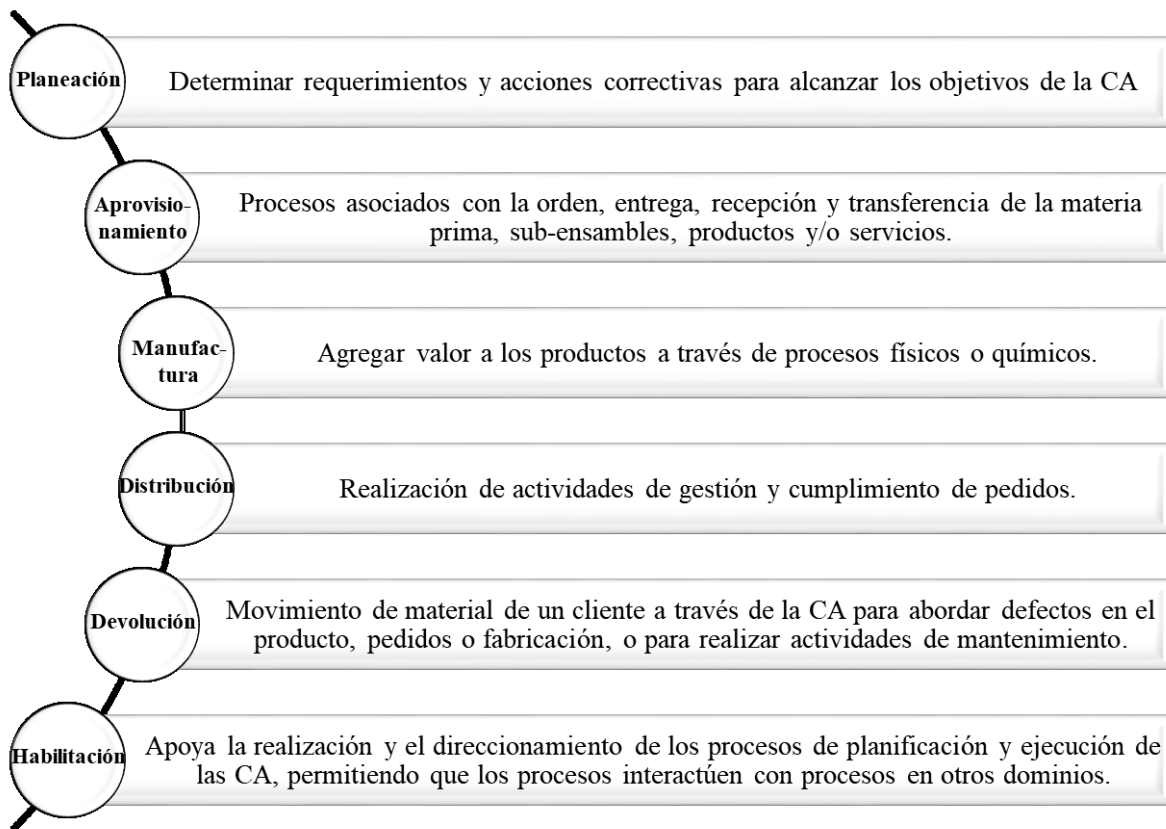 Planeación
Determinar requerimientos y acciones correctivas para alcanzar los objetivos de la CA
Aprovisio-
namiento
Procesos asociados con la orden, entrega, recepción y transferencia de la materia
prima, sub-ensambles, productos y/o servicios.
Manufac-
tura
Agregar valor a los productos a través de procesos físicos o químicos.
Distribución
Realización de actividades de gestión y cumplimiento de pedidos.
Devolución
Movimiento de material de un cliente a través de la CA para abordar defectos en el
producto, pedidos o fabricación, o para realizar actividades de mantenimiento.
Habilitación
Apoya la realización y el direccionamiento de los procesos de planificación y ejecución de
las CA, permitiendo que los procesos interactúen con procesos en otros dominios.